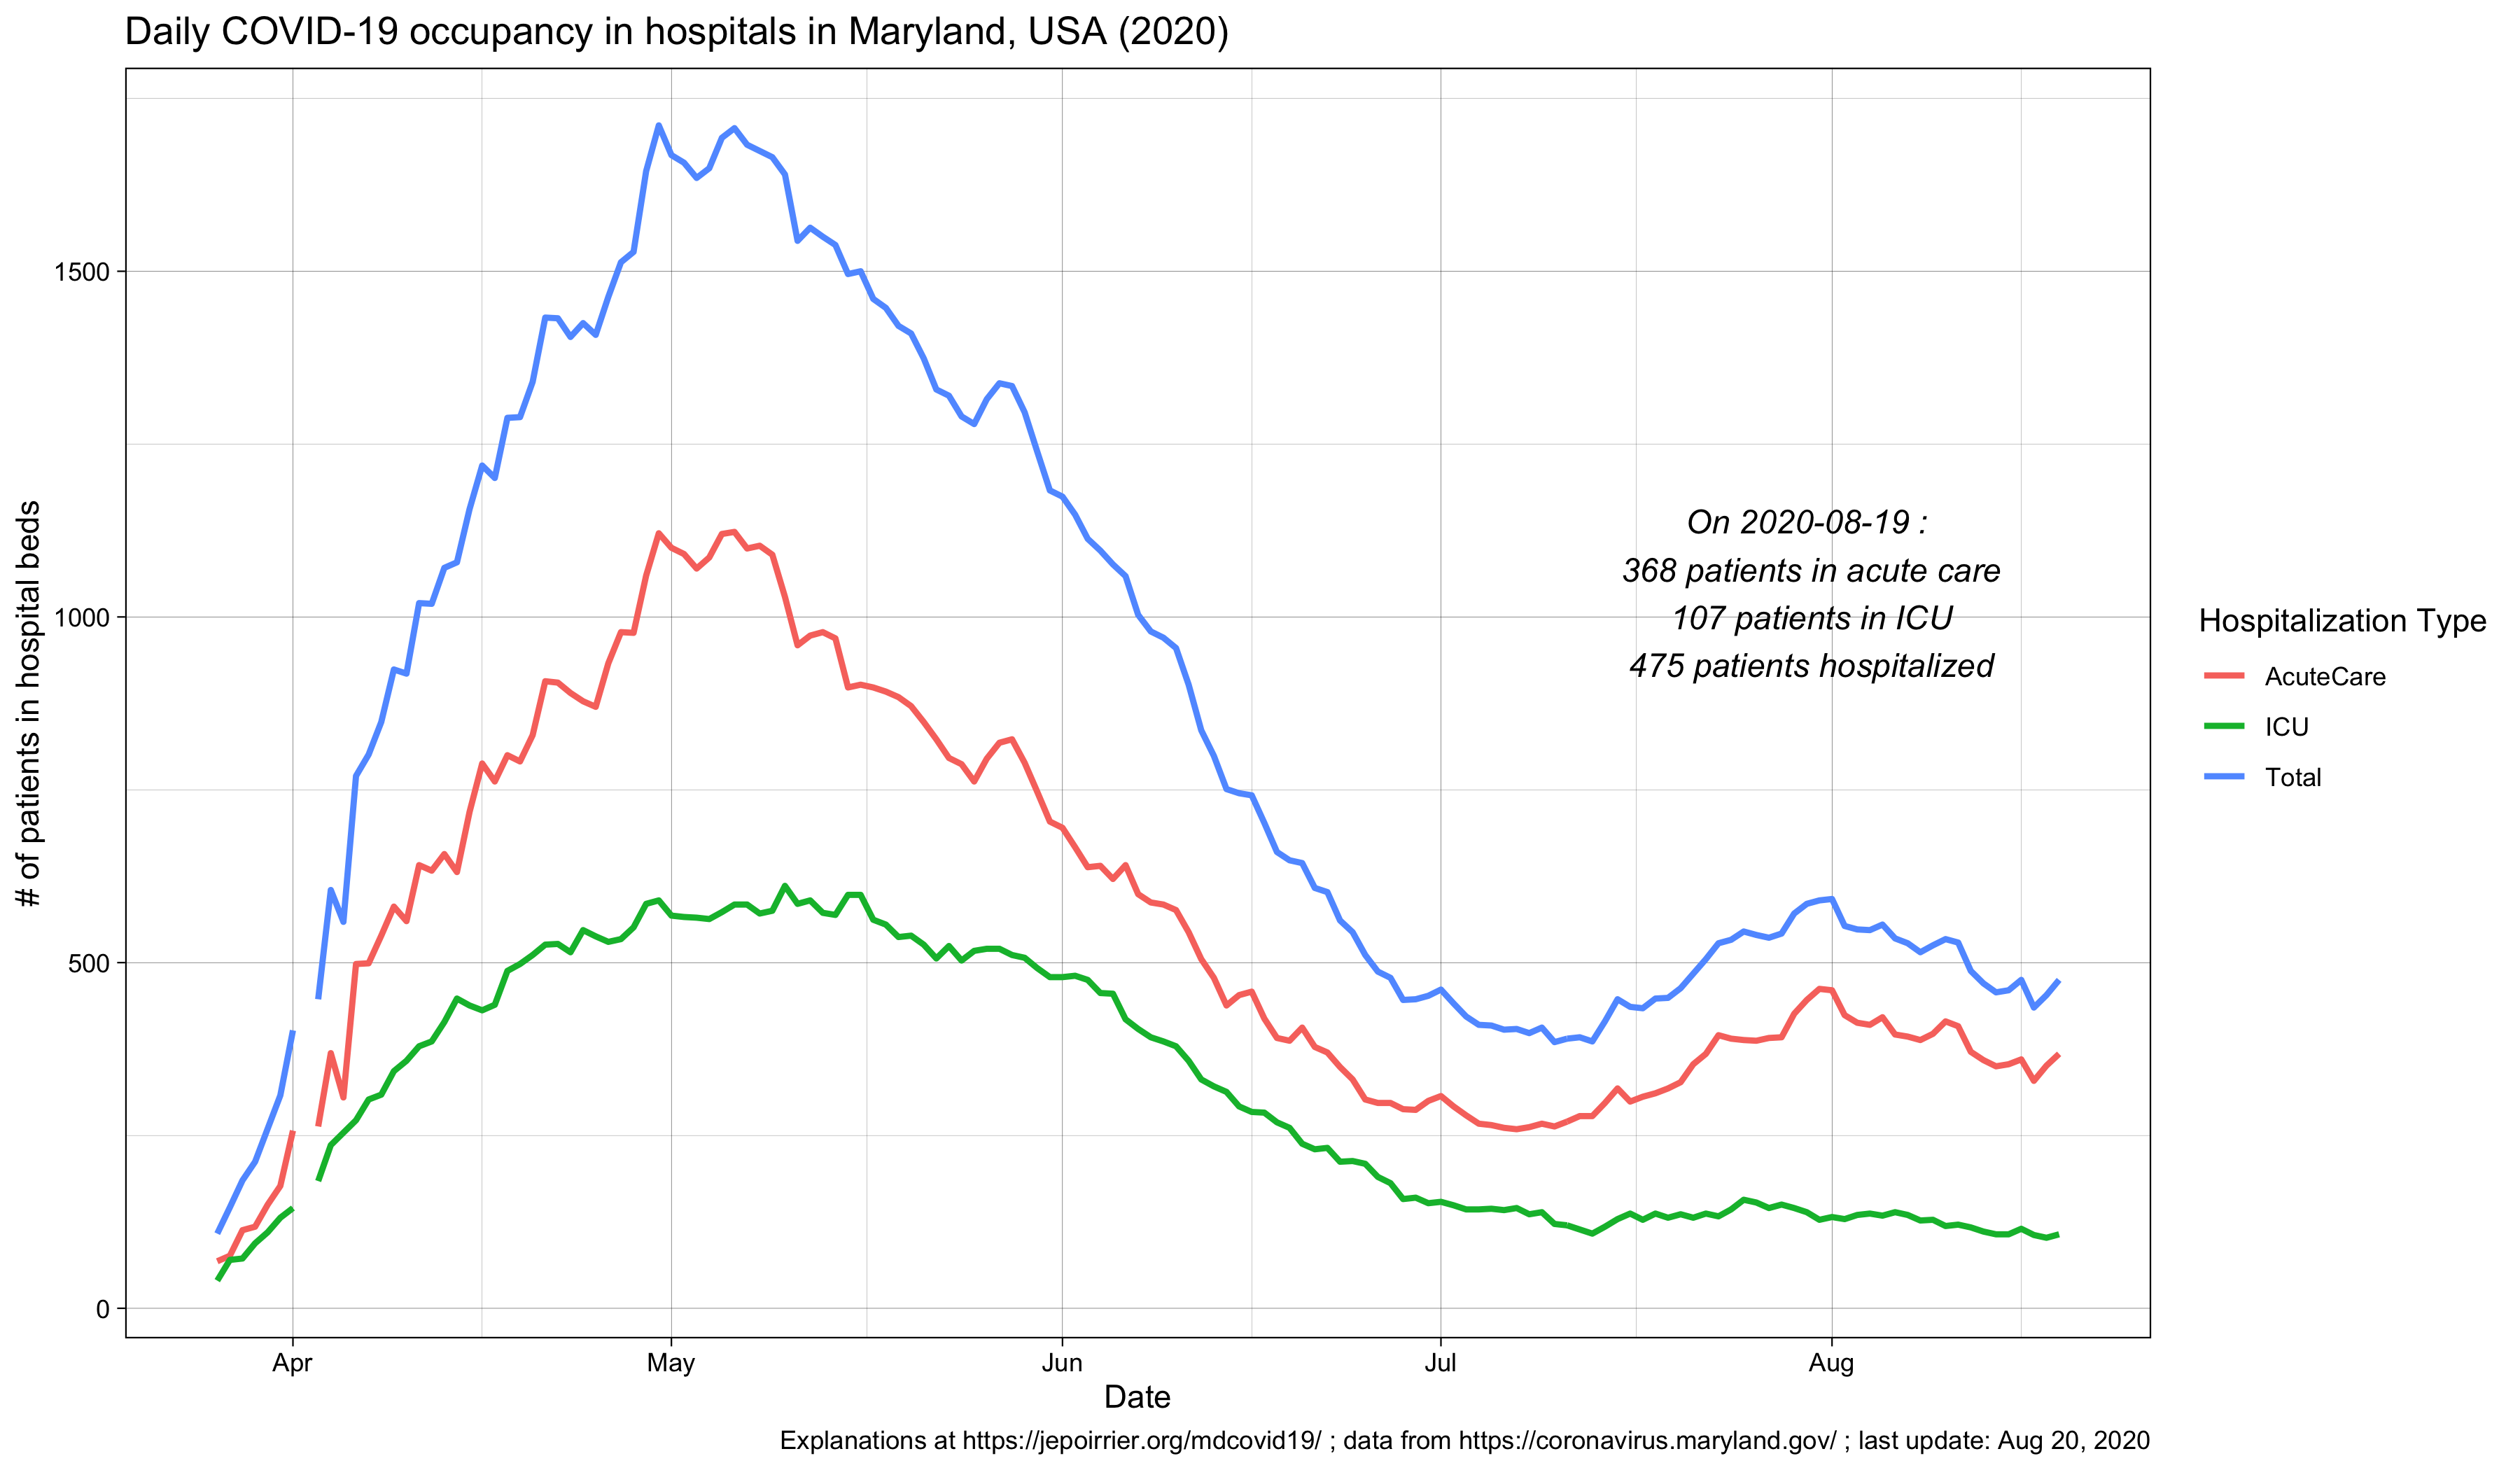 Daily COVID-19 occupancy in hospitals in Maryland, USA (2020)
# of patients in hospital beds
1500
1000
500
0
On 2020-08-19 :
368 patients in acute care
107 patients in ICU
475 patients hospitalized
Hospitalization Type
AcuteCare
ICU
Total
Apr
May
Jun
Jul
Aug
Date
Explanations at https://jepoirrier.org/mdcovid19/ ; data from https://coronavirus.maryland.gov/ ; last update: Aug 20, 2020